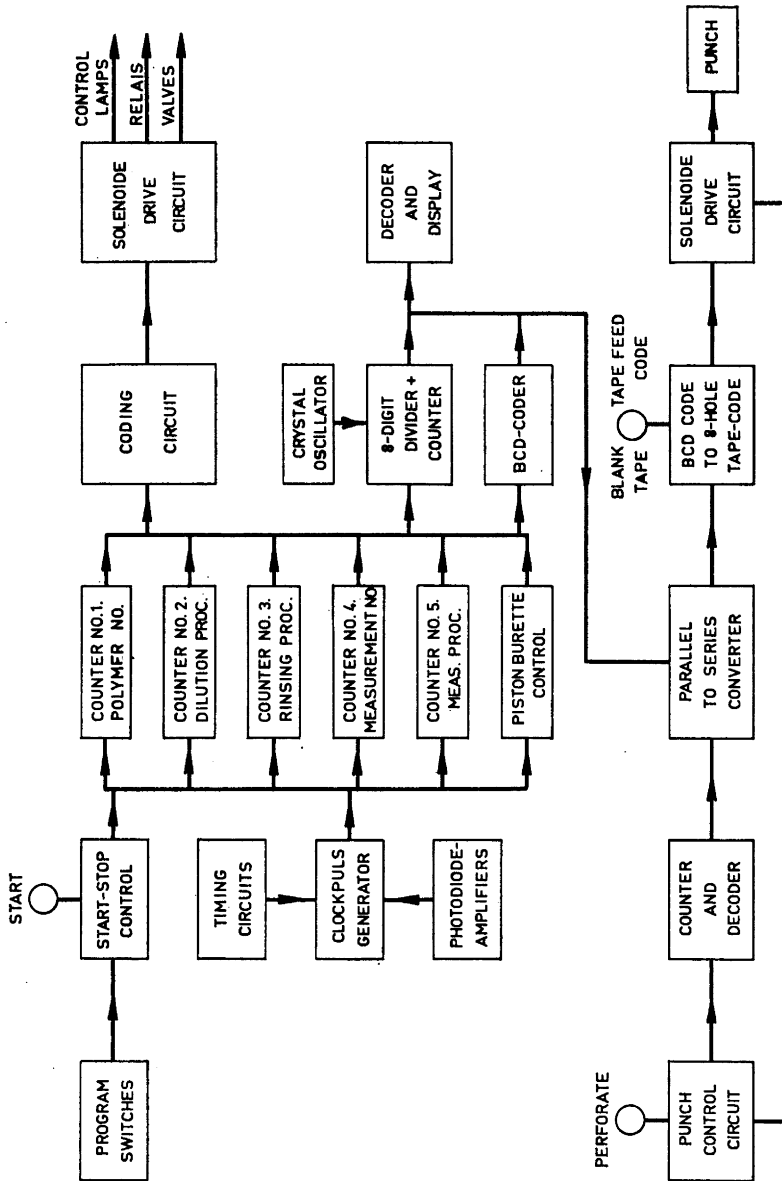 START
PROGRAM
SWITCHES
START-STOP
CONTROL
TIMING
CIRCUITS
CLOCKPULS
GENERATOR
PHOTODIODE-
AMPLIFIERS
COUNTER NO.1.
POLYMER NO.
COUNTER NO. 2.
DILUTION PROC.
COUNTER NO. 3.
RINSING PROC.
COUNTER NO. 4.
MEASUREMENT NO
COUNTER NO. 5.
MEAS. PROC.
PISTON BURETTE
CONTROL
CODING
CIRCUIT
SOLENOIDE
DRIVE
CIRCUIT
CONTROL
LAMPS
RELAIS
VALVES
CRYSTAL
OSCILLATOR
8-DIGIT
DIVIDER +
COUNTER
BCD-CODER
DECODER
AND
DISPLAY
PERFORATE
PUNCH
CONTROL
CIRCUIT
COUNTER
AND
DECODER
PARALLEL
TO SERIES
CONVERTER
BLANK TAPE FEED
TAPE CODE
BCD CODE
TO 8-HOLE
TAPE-CODE
SOLENOIDE
DRIVE
CIRCUIT
PUNCH